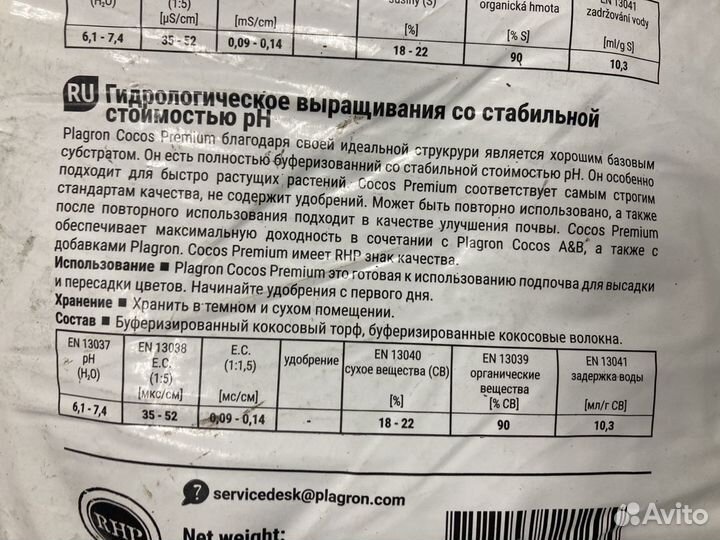 (H₂O)
(1:5)
[µS/cm]
[mS/cm]
sušiny (S)
[%]
organická hmota
[% S]
EN 13041
zadržování vody
[ml/g S]
6,1 - 7,4
35 - 52
0,09 - 0,14
-
18 - 22
90
10,3
RU Гидрологическое выращивания со стабильной
стоимостью pH
Plagron Cocos Premium благодаря своей идеальной струкрури является хорошим базовым
субстратом. Он есть полностью буферизованний со стабильной стоимостью pH. Он особенно
подходит для быстро растущих растений. Cocos Premium соответствует самым строгим
стандартам качества, не содержит удобрений. Может быть повторно использовано, а также
после повторного использования подходит в качестве улучшения почвы. Cocos Premium
обеспечивает максимальную доходность в сочетании с Plagron Cocos A&B, а также с
добавками Plagron. Cocos Premium имеет RHP знак качества.
Использование ■ Plagron Cocos Premium это готовая к использованию подпочва для высадки
и пересадки цветов. Начинайте удобрения с первого дня.
Хранение ■ Хранить в темном и сухом помещении.
Состав ■ Буферизированный кокосовый торф, буферизированные кокосовые волокна.
EN 13037
pH
(H₂O)
EN 13038
E.C.
(1:5)
[мкс/см]
E.C.
(1:1,5)
[мс/см]
удобрение
EN 13040
сухое вещества (СВ)
[%]
EN 13039
органические
вещества
[% СВ]
EN 13041
задержка воды
[мл/г СВ]
6,1 - 7,4
35 - 52
0,09 - 0,14
-
18 - 22
90
10,3
? servicedesk@plagron.com
RHP
Net weight:
Avito